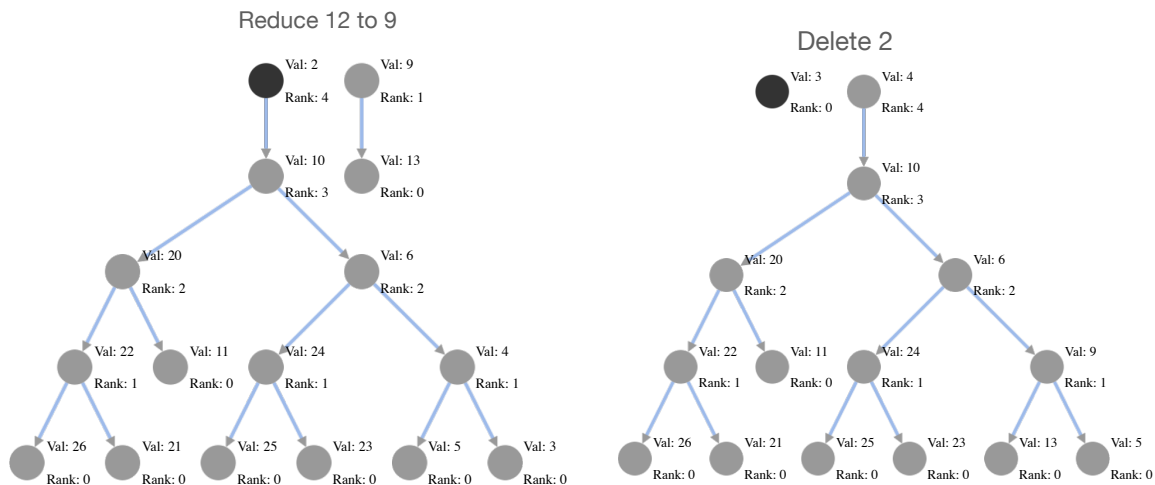 Reduce 12 to 9
Val: 2
Rank: 4
Val: 9
Rank: 1
Val: 10
Rank: 3
Val: 13
Rank: 0
Val: 20
Rank: 2
Val: 6
Rank: 2
Val: 22
Rank: 1
Val: 11
Rank: 0
Val: 24
Rank: 1
Val: 4
Rank: 1
Val: 26
Rank: 0
Val: 21
Rank: 0
Val: 25
Rank: 0
Val: 23
Rank: 0
Val: 5
Rank: 0
Val: 3
Rank: 0
Delete 2
Val: 3
Rank: 0
Val: 4
Rank: 4
Val: 10
Rank: 3
Val: 20
Rank: 2
Val: 6
Rank: 2
Val: 22
Rank: 1
Val: 11
Rank: 0
Val: 24
Rank: 1
Val: 9
Rank: 1
Val: 26
Rank: 0
Val: 21
Rank: 0
Val: 25
Rank: 0
Val: 23
Rank: 0
Val: 13
Rank: 0
Val: 5
Rank: 0